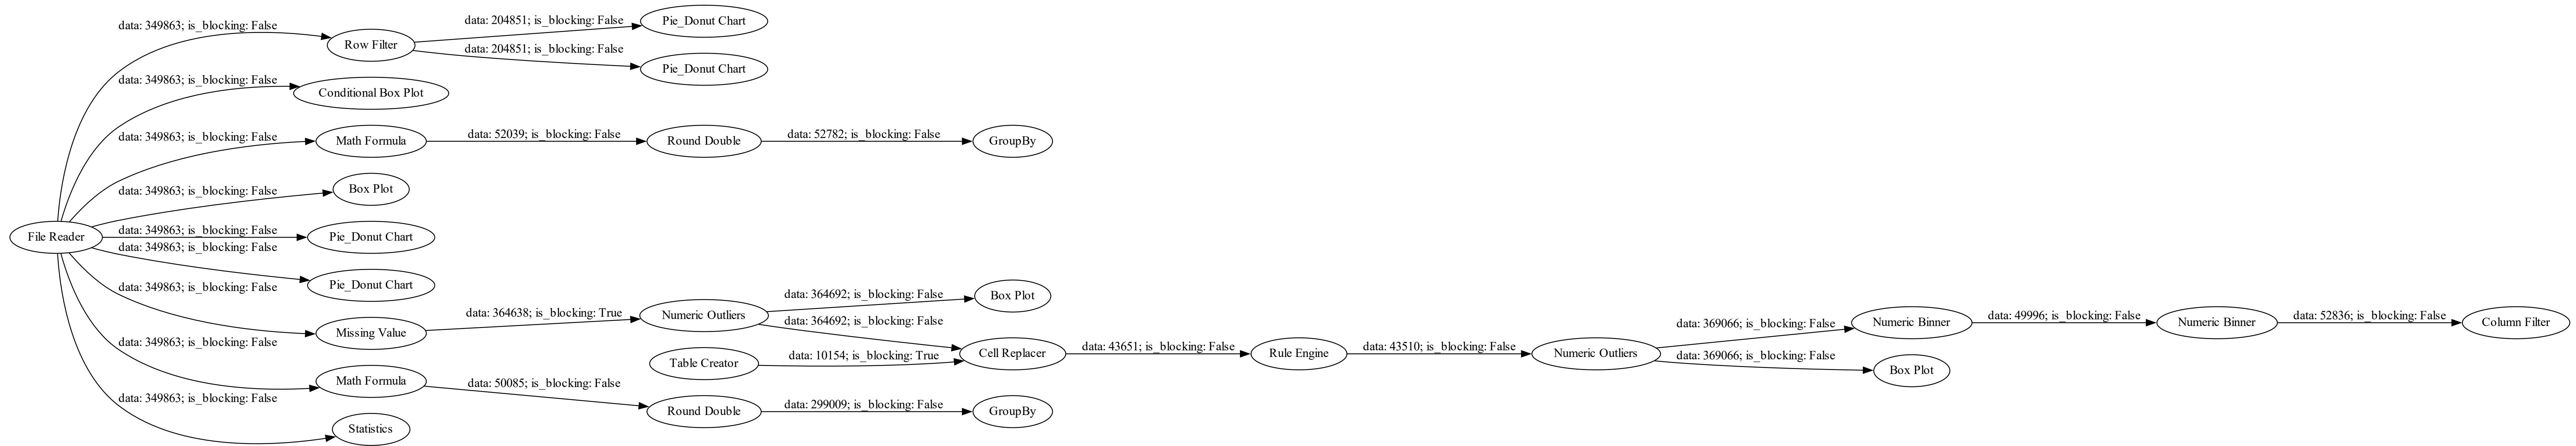 data: 349863; is_blocking: False
Row Filter
data: 204851; is_blocking: False
Pie_Donut Chart
data: 204851; is_blocking: False
Pie_Donut Chart
data: 349863; is_blocking: False
Conditional Box Plot
data: 349863; is_blocking: False
Math Formula
data: 52039; is_blocking: False
Round Double
data: 52782; is_blocking: False
GroupBy
data: 349863; is_blocking: False
Box Plot
File Reader
data: 349863; is_blocking: False
Pie_Donut Chart
data: 349863; is_blocking: False
Pie_Donut Chart
data: 349863; is_blocking: False
Missing Value
data: 364638; is_blocking: True
Numeric Outliers
data: 364692; is_blocking: False
Box Plot
data: 364692; is_blocking: False
Table Creator
data: 10154; is_blocking: True
Cell Replacer
data: 43651; is_blocking: False
Rule Engine
data: 43510; is_blocking: False
Numeric Outliers
data: 369066; is_blocking: False
Numeric Binner
data: 49996; is_blocking: False
Numeric Binner
data: 52836; is_blocking: False
Column Filter
data: 369066; is_blocking: False
Box Plot
data: 349863; is_blocking: False
Math Formula
data: 50085; is_blocking: False
Round Double
data: 299009; is_blocking: False
GroupBy
data: 349863; is_blocking: False
Statistics